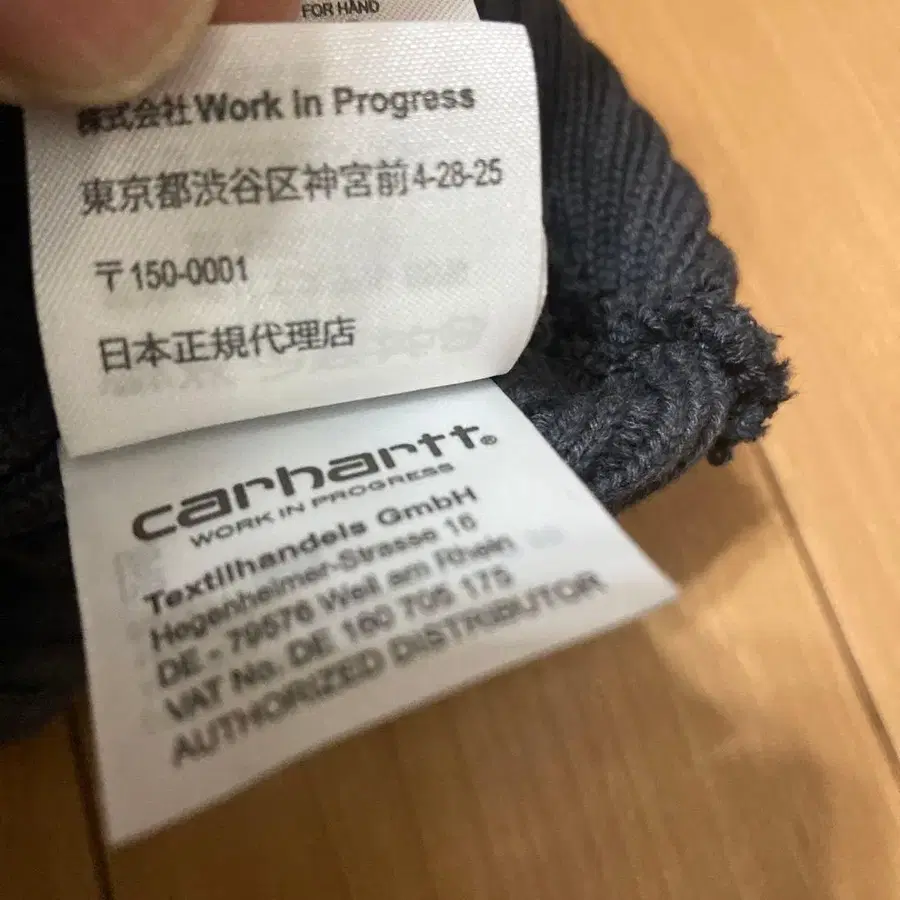 FOR HAND
株式会社Work in Progress
東京都渋谷区神宮前4-28-25
〒150-0001
日本正規代理店
carhartt®
WORK IN PROGRESS
Textilhandels GmbH
Hegenheimer-Strasse 16
DE - 79576 Weil am Rhein
VAT No. DE 160 705 175
AUTHORIZED DISTRIBUTOR